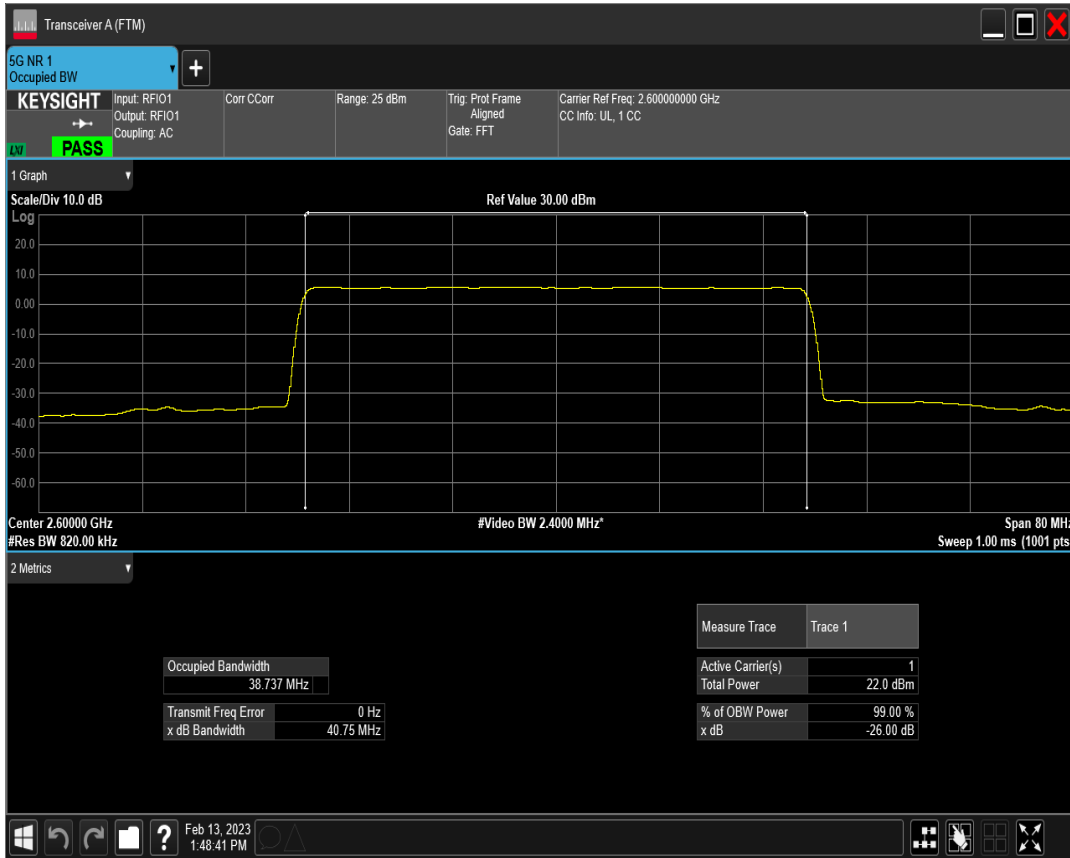 Transceiver A (FTM)
5G NR 1
Occupied BW
+
KEYSIGHT
Input: RFIO1
Output: RFIO1
Coupling: AC
Corr CCorr
Range: 25 dBm
Trig: Prot Frame
Aligned
Gate: FFT
Carrier Ref Freq: 2.600000000 GHz
CC Info: UL, 1 CC
LXI
PASS
1 Graph
Scale/Div 10.0 dB
Ref Value 30.00 dBm
Log
20.0
10.0
0.00
-10.0
-20.0
-30.0
-40.0
-50.0
-60.0
Center 2.60000 GHz
#Video BW 2.4000 MHz*
Span 80 MHz
#Res BW 820.00 kHz
Sweep 1.00 ms (1001 pts
2 Metrics
Measure Trace Trace 1
Occupied Bandwidth
38.737 MHz
Active Carrier(s) 1
Total Power 22.0 dBm
Transmit Freq Error 0 Hz
x dB Bandwidth 40.75 MHz
% of OBW Power 99.00 %
x dB -26.00 dB
?
Feb 13, 2023
1:48:41 PM